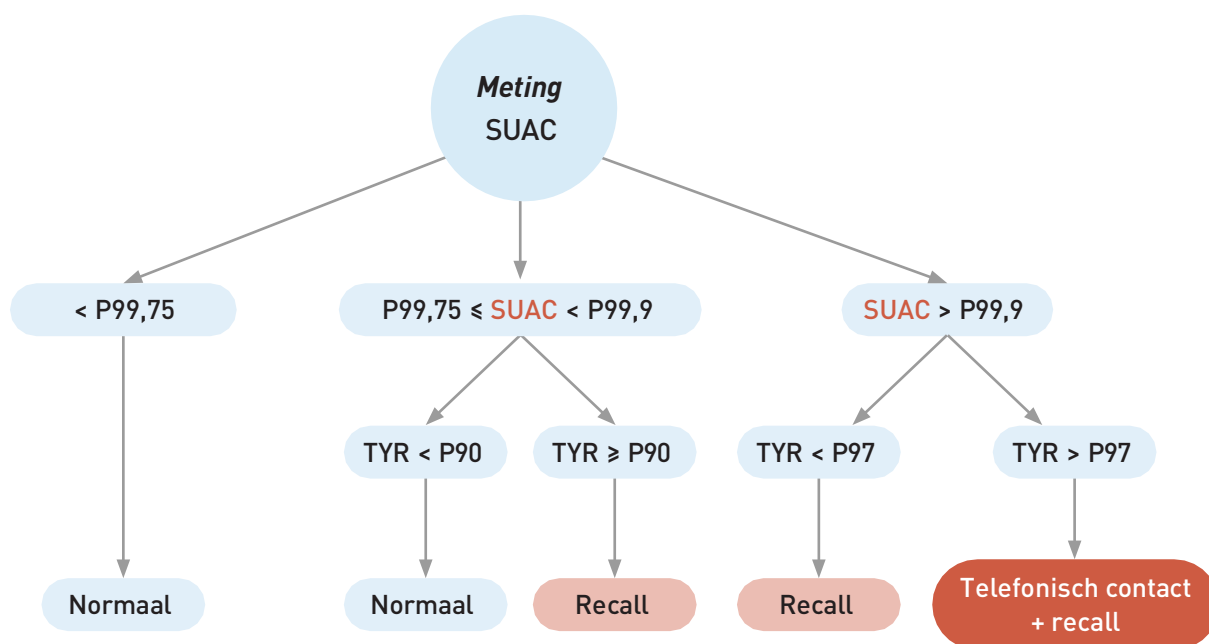 Meting
SUAC
< P99,75
P99,75 ⩽ SUAC < P99,9
SUAC > P99,9
TYR < P90
TYR ⩾ P90
TYR < P97
TYR > P97
Normaal
Normaal
Recall
Recall
Telefonisch contact
+ recall